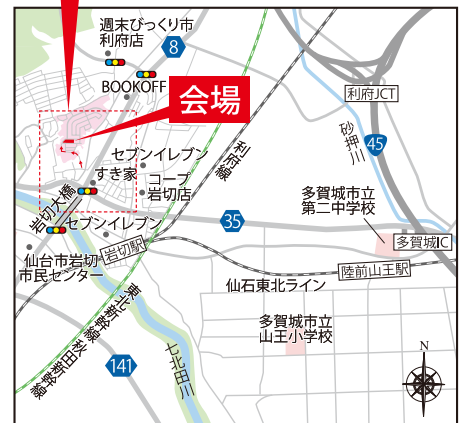 週末びっくり市
利府店
8
BOOKOFF
会場
利府JCT
砂押川
45
利府線
セブンイレブン
すき家
コープ
岩切店
岩切大橋
35
多賀城市立
第二中学校
セブンイレブン
岩切駅
多賀城IC
仙台市岩切
市民センター
陸前山王駅
仙石東北ライン
東北新幹線
秋田新幹線
七北田川
多賀城市立
山王小学校
141
N